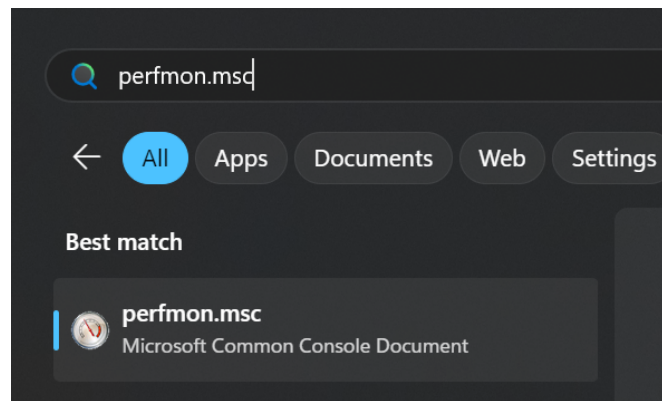 perfmon.msc
All Apps Documents Web Settings
Best match
perfmon.msc
Microsoft Common Console Document